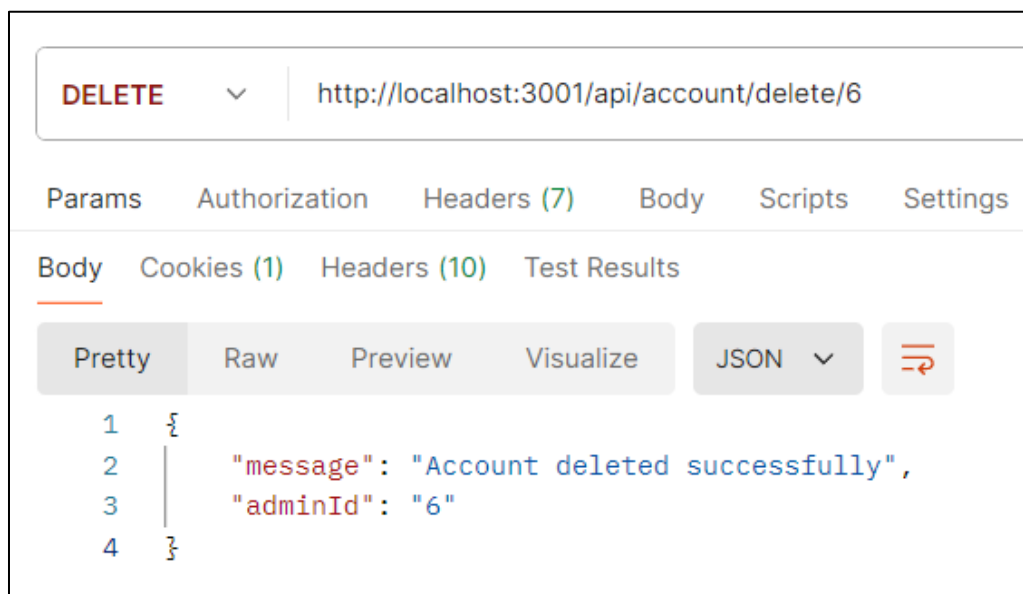 DELETE http://localhost:3001/api/account/delete/6
Params Authorization Headers (7) Body Scripts Settings
Body Cookies (1) Headers (10) Test Results
Pretty Raw Preview Visualize JSON
1 {
2 "message": "Account deleted successfully",
3 "adminId": "6"
4 }